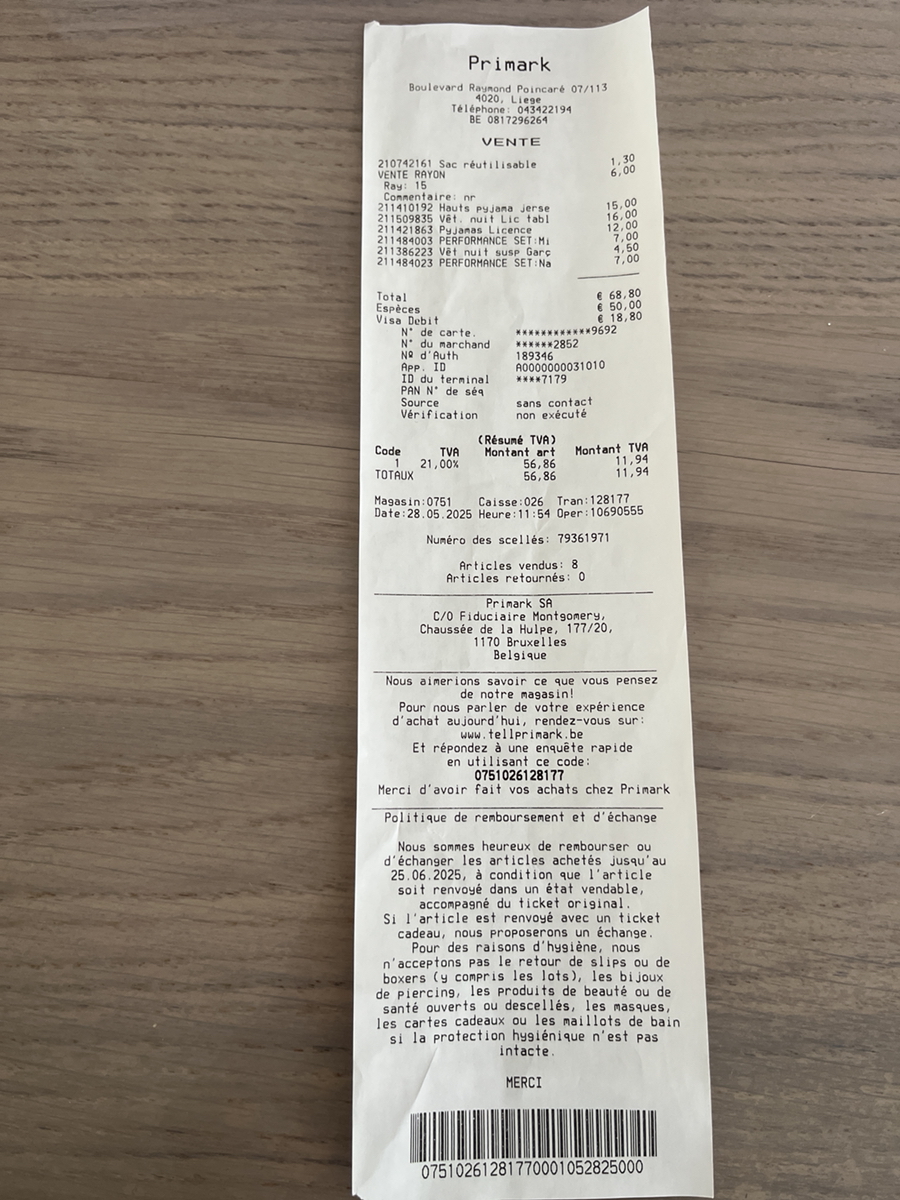 Primark
Boulevard Raymond Poincaré 07/113
4020, Liege
Téléphone: 043422194
BE 0817296264
VENTE
210742161 Sac réutilisable 1,30
VENTE RAYON 6,00
Ray: 15
Commentaire: nr
211410192 Hauts pyjama jerse 15,00
211509835 Vêt. nuit Lic tabl 16,00
211421863 Pyjamas Licence 12,00
211484003 PERFORMANCE SET:Mi 7,00
211386223 Vêt nuit susp Garç 4,50
211484023 PERFORMANCE SET:Na 7,00
Total € 68,80
Espèces € 50,00
Visa Debit € 18,80
N° de carte. ************9692
N° du marchand ******2852
Nº d'Auth 189346
App. ID A0000000031010
ID du terminal ****7179
PAN N° de séq
Source sans contact
Vérification non exécuté
(Résumé TVA)
Code TVA Montant art Montant TVA
1 21,00% 56,86 11,94
TOTAUX 56,86 11,94
Magasin:0751 Caisse:026 Tran:128177
Date:28.05.2025 Heure:11:54 Oper:10690555
Numéro des scellés: 79361971
Articles vendus: 8
Articles retournés: 0
Primark SA
C/O Fiduciaire Montgomery,
Chaussée de la Hulpe, 177/20,
1170 Bruxelles
Belgique
Nous aimerions savoir ce que vous pensez
de notre magasin!
Pour nous parler de votre expérience
d'achat aujourd'hui, rendez-vous sur:
www.tellprimark.be
Et répondez à une enquête rapide
en utilisant ce code:
0751026128177
Merci d'avoir fait vos achats chez Primark
Politique de remboursement et d'échange
Nous sommes heureux de rembourser ou
d'échanger les articles achetés jusqu'au
25.06.2025, à condition que l'article
soit renvoyé dans un état vendable,
accompagné du ticket original.
Si l'article est renvoyé avec un ticket
cadeau, nous proposerons un échange.
Pour des raisons d'hygiène, nous
n'acceptons pas le retour de slips ou de
boxers (y compris les lots), les bijoux
de piercing, les produits de beauté ou de
santé ouverts ou descellés, les masques,
les cartes cadeaux ou les maillots de bain
si la protection hygiénique n'est pas
intacte.
MERCI
07510261281770001052825000